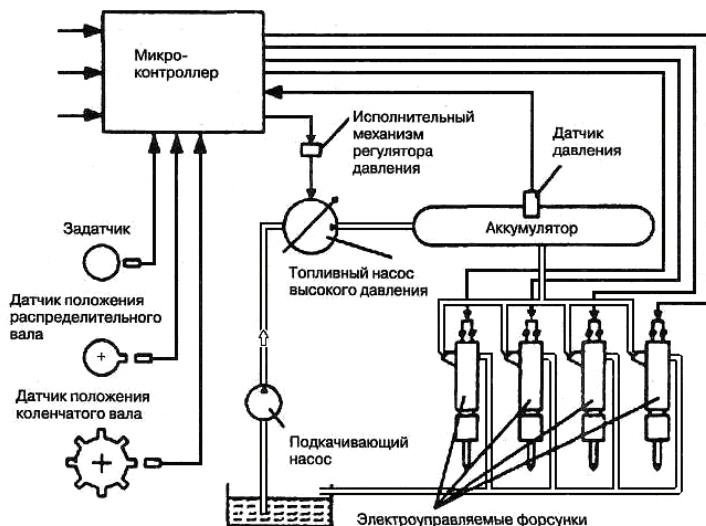 Микро-
контроллер
Исполнительный
механизм
регулятора
давления
Датчик
давления
Задатчик
Аккумулятор
Топливный насос
высокого давления
Датчик положения
распределительного
вала
Датчик положения
коленчатого вала
Подкачивающий
насос
Электроуправляемые форсунки